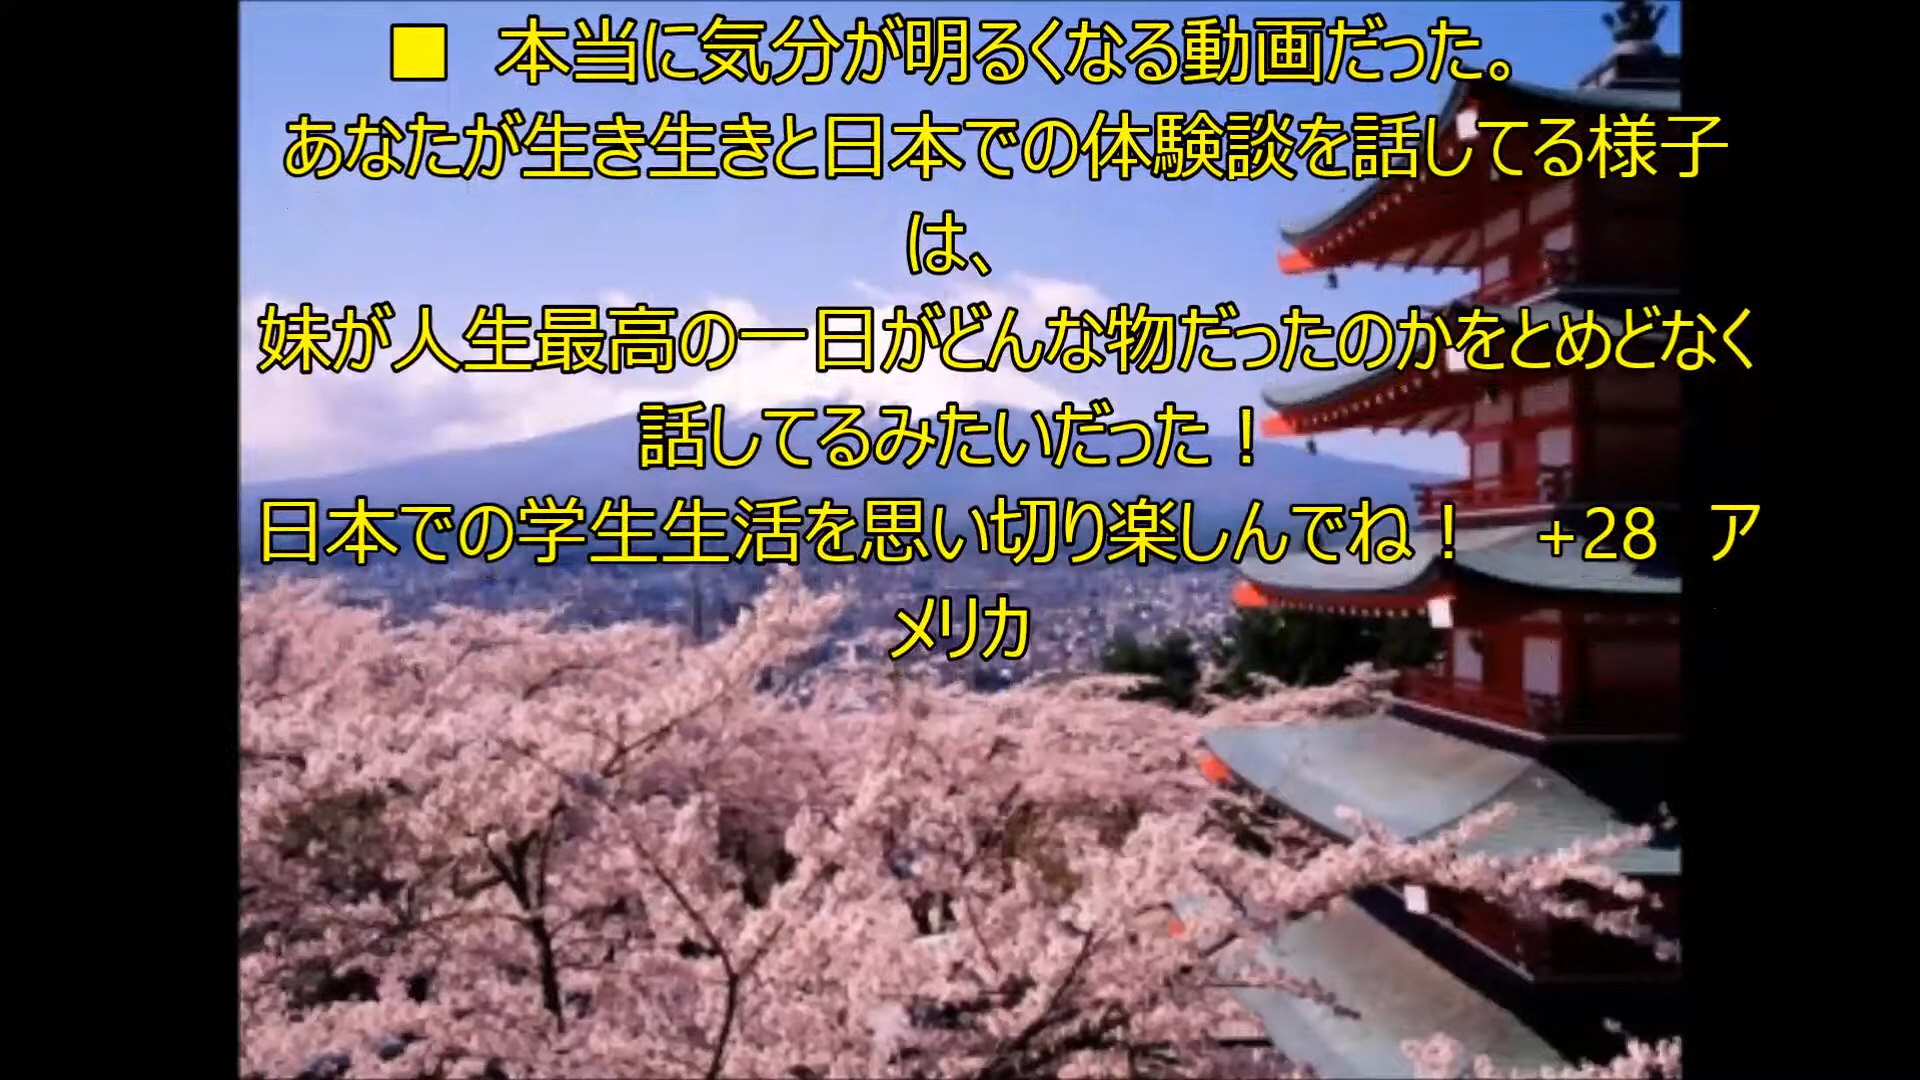 ■　本当に気分が明るくなる動画だった。
あなたが生き生きと日本での体験談を話してる様子
は、
妹が人生最高の一日がどんな物だったのかをとめどなく
話してるみたいだった！
日本での学生生活を思い切り楽しんでね！　+28　ア
メリカ